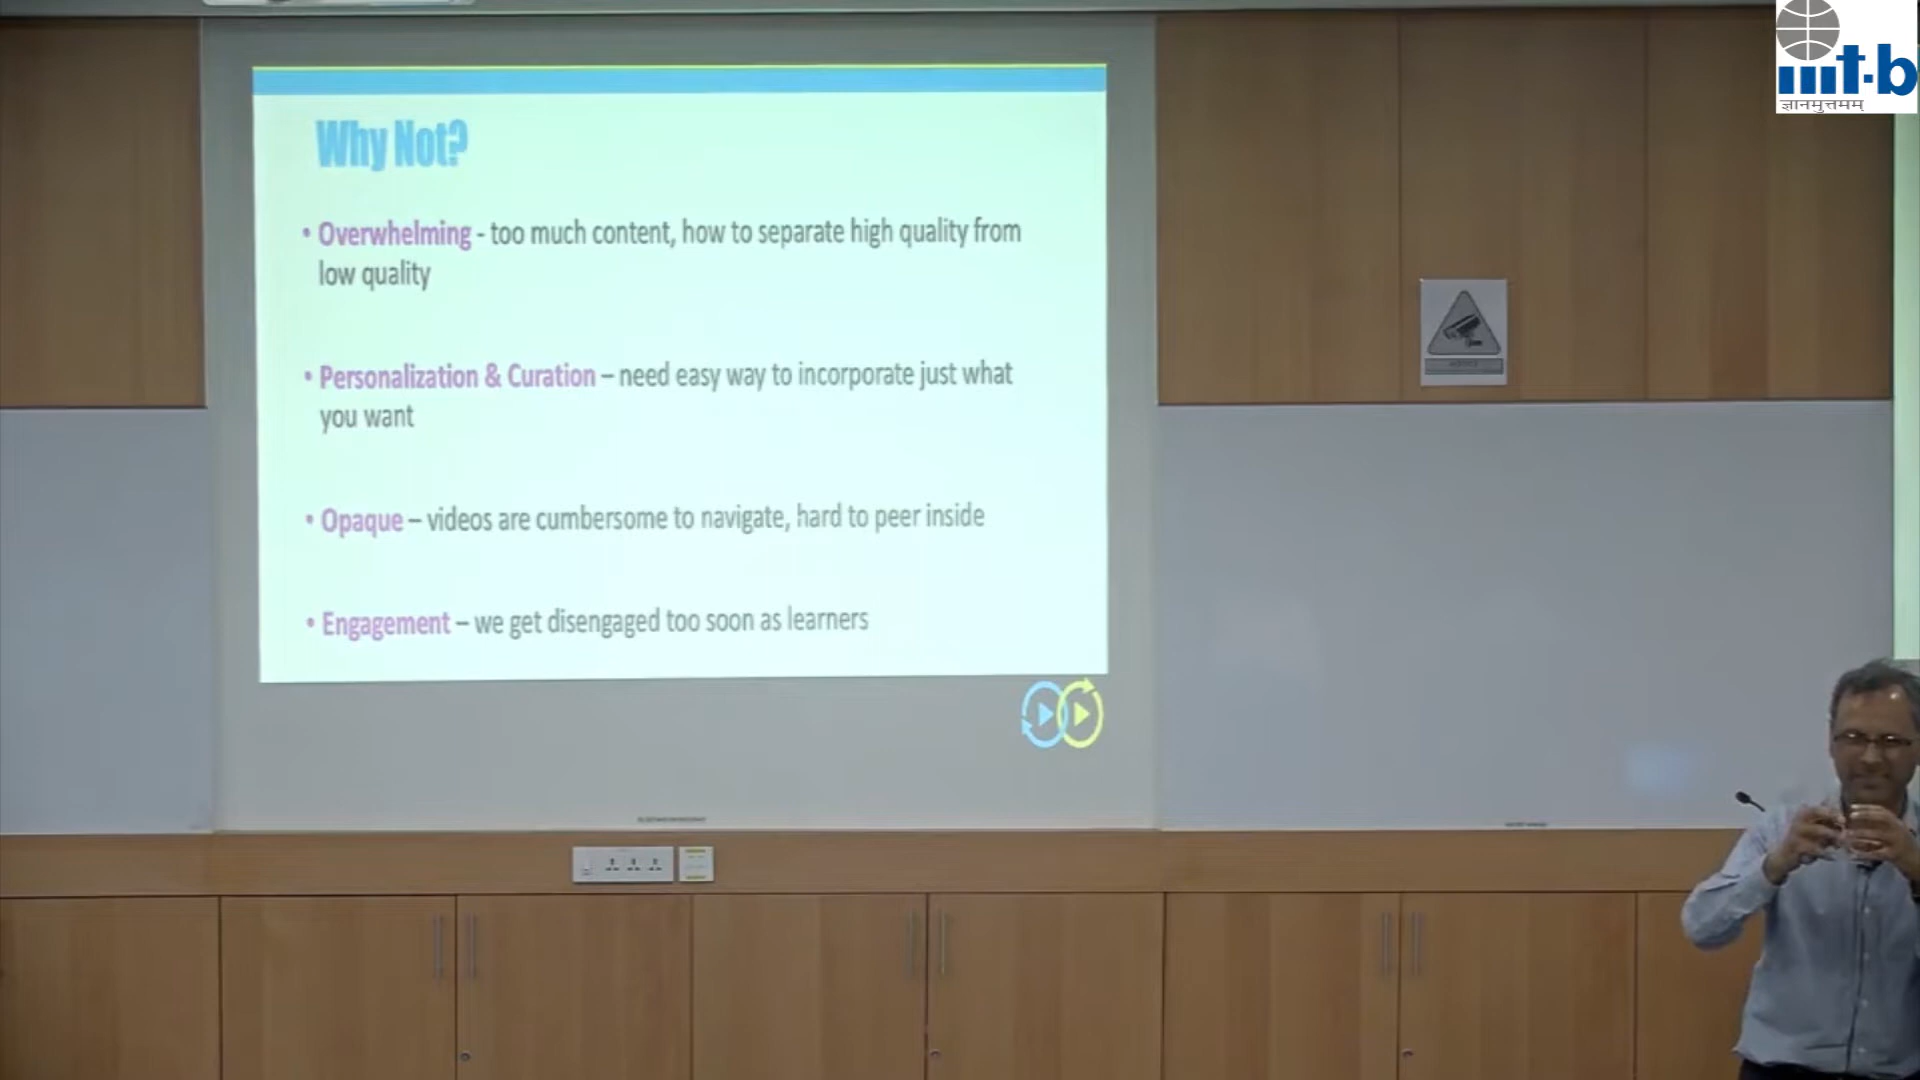 iiit-b
ज्ञानमुत्तमम्
Why Not?
• Overwhelming - too much content, how to separate high quality from
low quality
• Personalization & Curation – need easy way to incorporate just what
you want
• Opaque – videos are cumbersome to navigate, hard to peer inside
• Engagement – we get disengaged too soon as learners